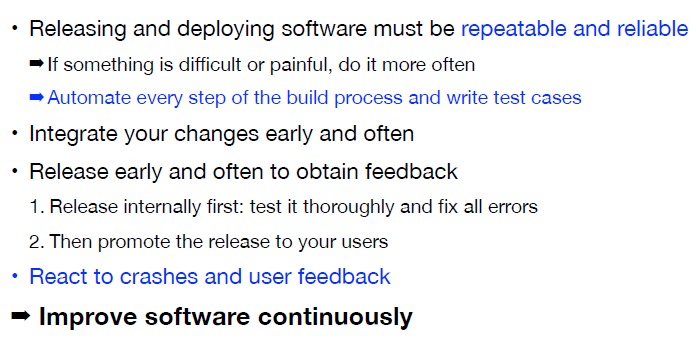 • Releasing and deploying software must be repeatable and reliable
➡ If something is difficult or painful, do it more often
➡ Automate every step of the build process and write test cases
• Integrate your changes early and often
• Release early and often to obtain feedback
1. Release internally first: test it thoroughly and fix all errors
2. Then promote the release to your users
• React to crashes and user feedback
➡ Improve software continuously